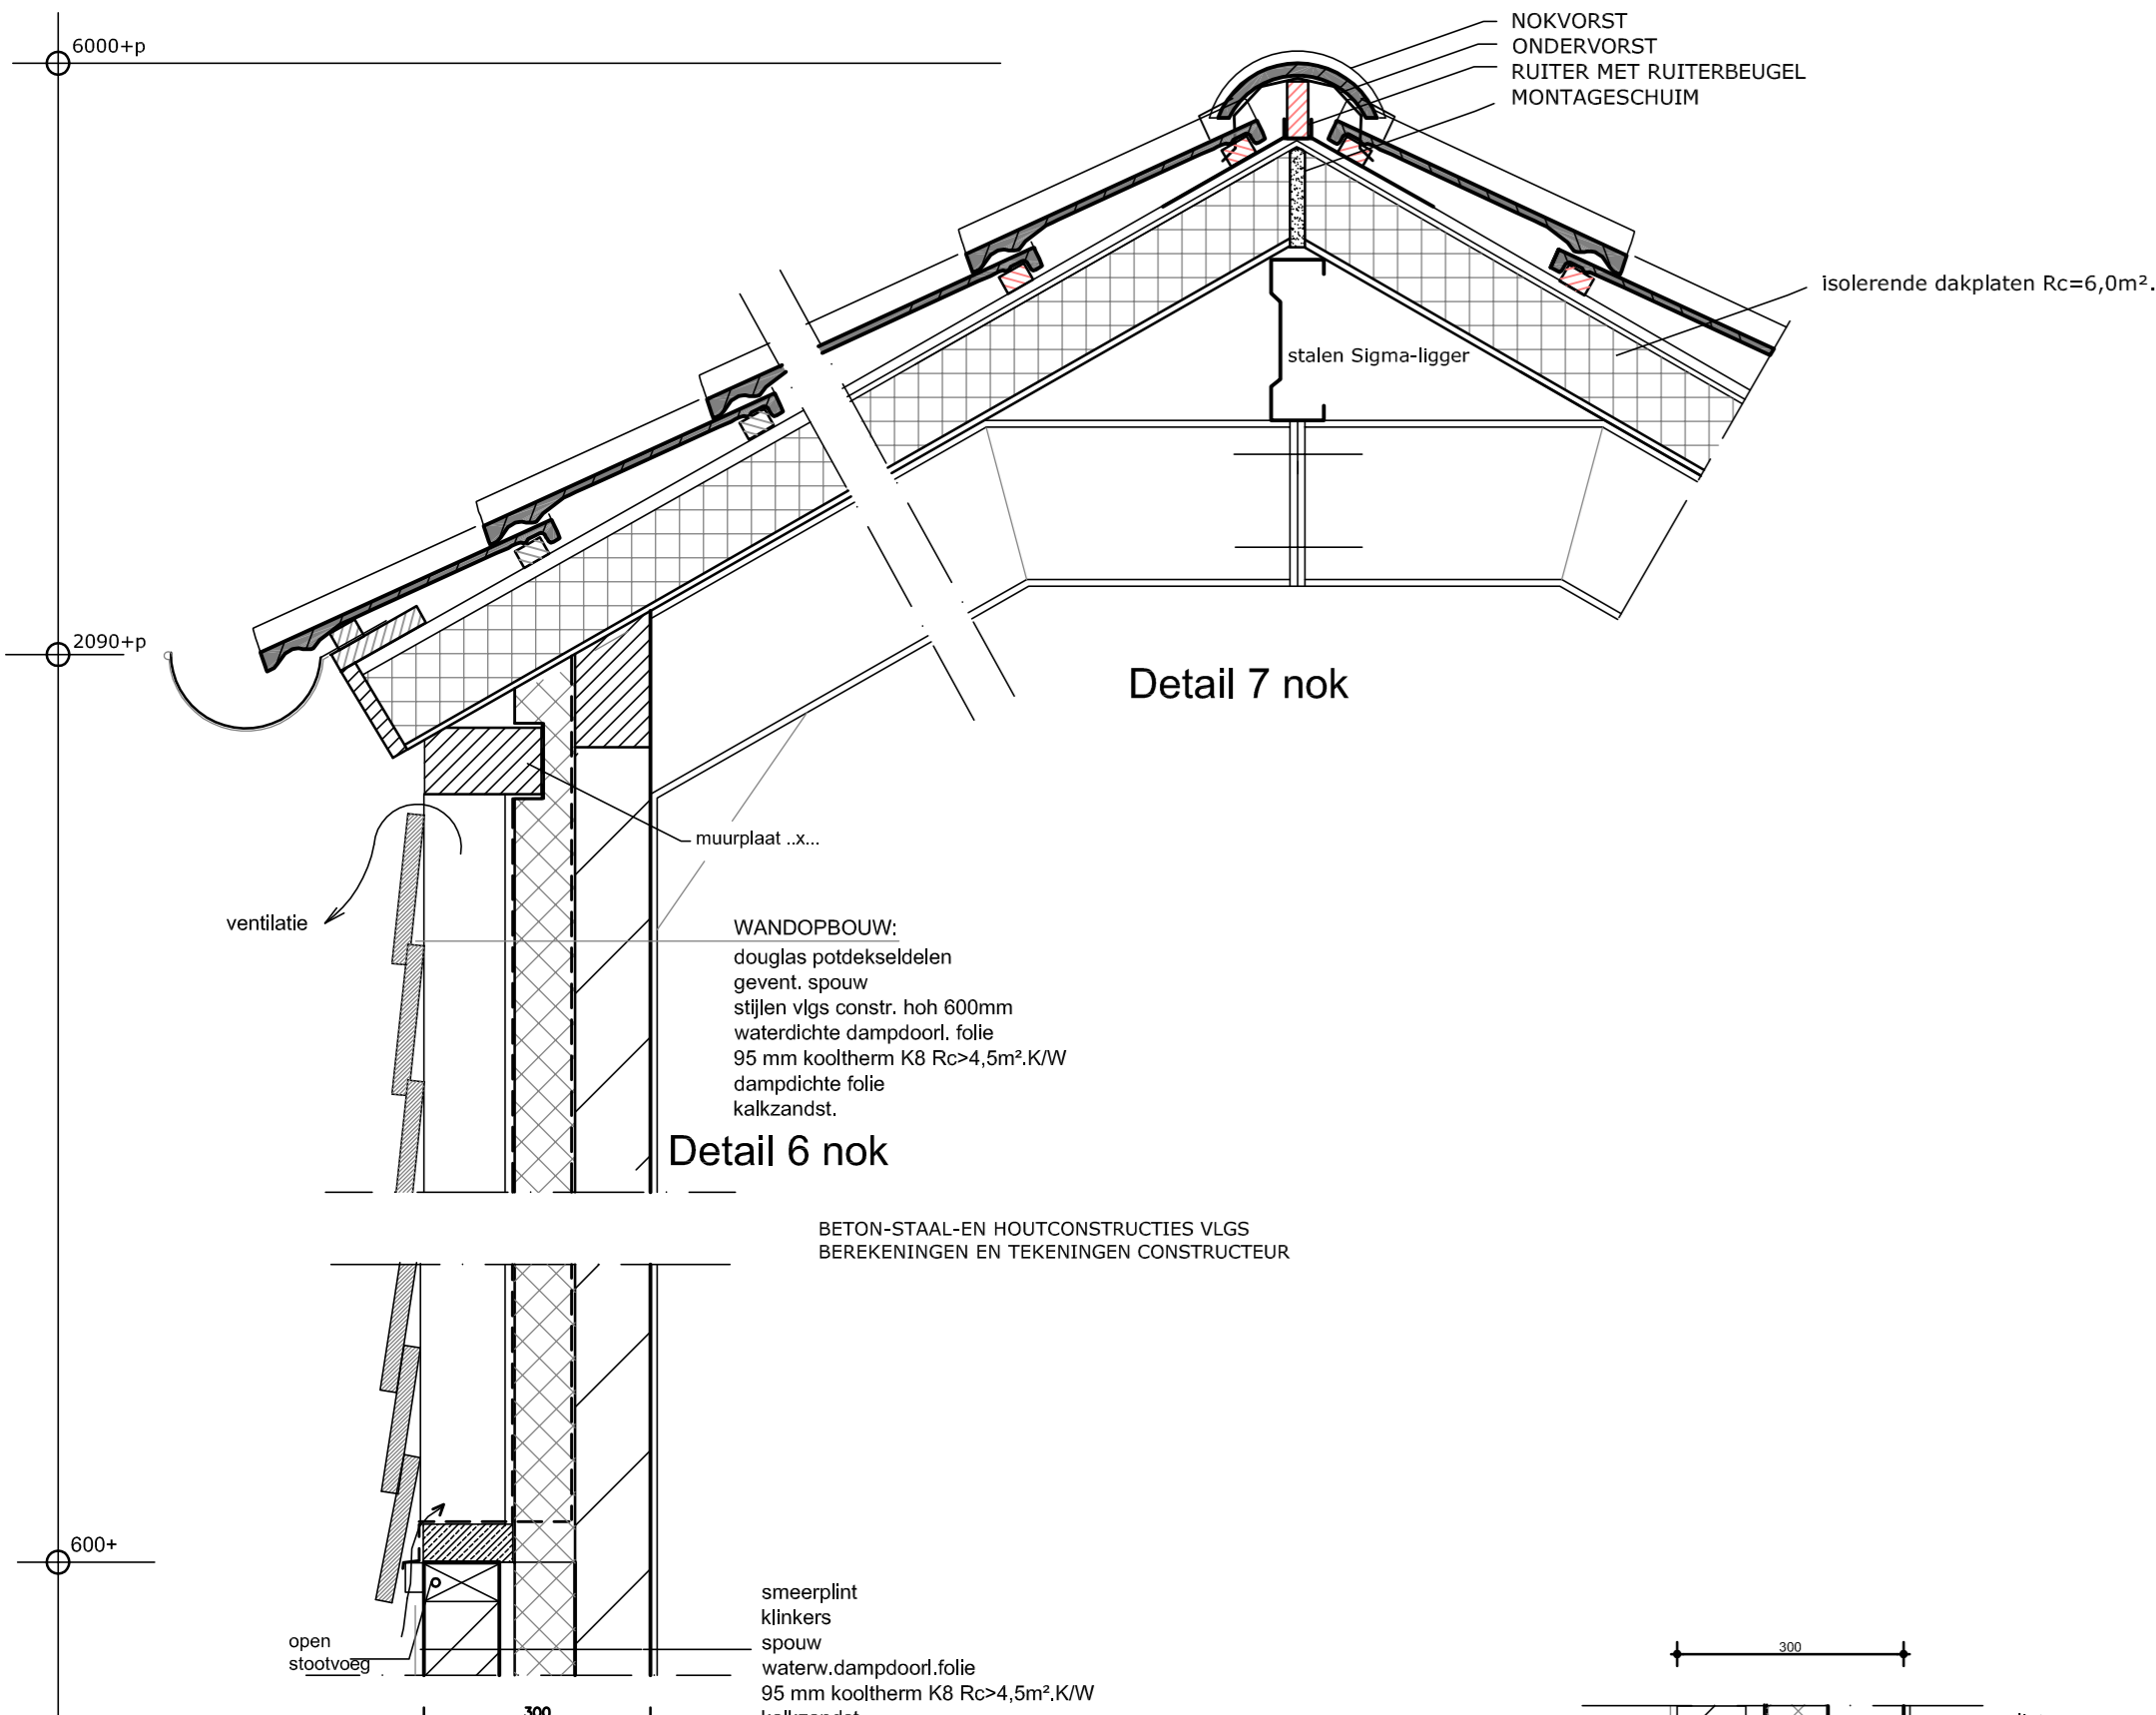 6000+p
NOKVORST
ONDERVORST
RUITER MET RUITERBEUGEL
MONTAGESCHUIM
isolerende dakplaten Rc=6,0m².
stalen Sigma-ligger
2090+p
Detail 7 nok
muurplaat ..x...
ventilatie
WANDOPBOUW:
douglas potdekseldelen
gevent. spouw
stijlen vlgs constr. hoh 600mm
waterdichte dampdoorl. folie
95 mm kooltherm K8 Rc>4,5m².K/W
dampdichte folie
kalkzandst.
Detail 6 nok
BETON-STAAL-EN HOUTCONSTRUCTIES VLGS
BEREKENINGEN EN TEKENINGEN CONSTRUCTEUR
600+
smeerplint
klinkers
spouw
waterw.dampdoorl.folie
95 mm kooltherm K8 Rc>4,5m².K/W
kalkzandst.
open
stootvoeg
300
300